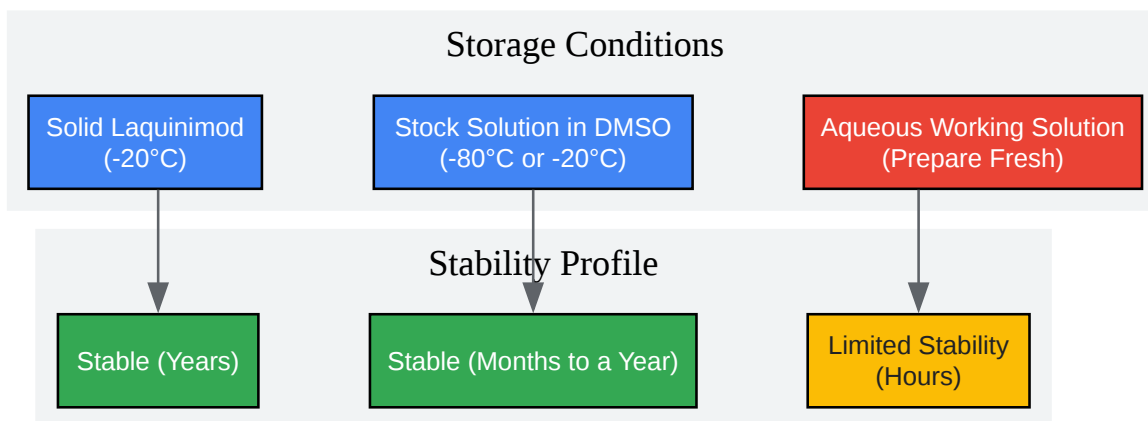 Storage Conditions
Solid Laquinimod
(-20°C)
Stock Solution in DMSO
(-80°C or -20°C)
Aqueous Working Solution
(Prepare Fresh)
Stability Profile
Stable (Years)
Stable (Months to a Year)
Limited Stability
(Hours)